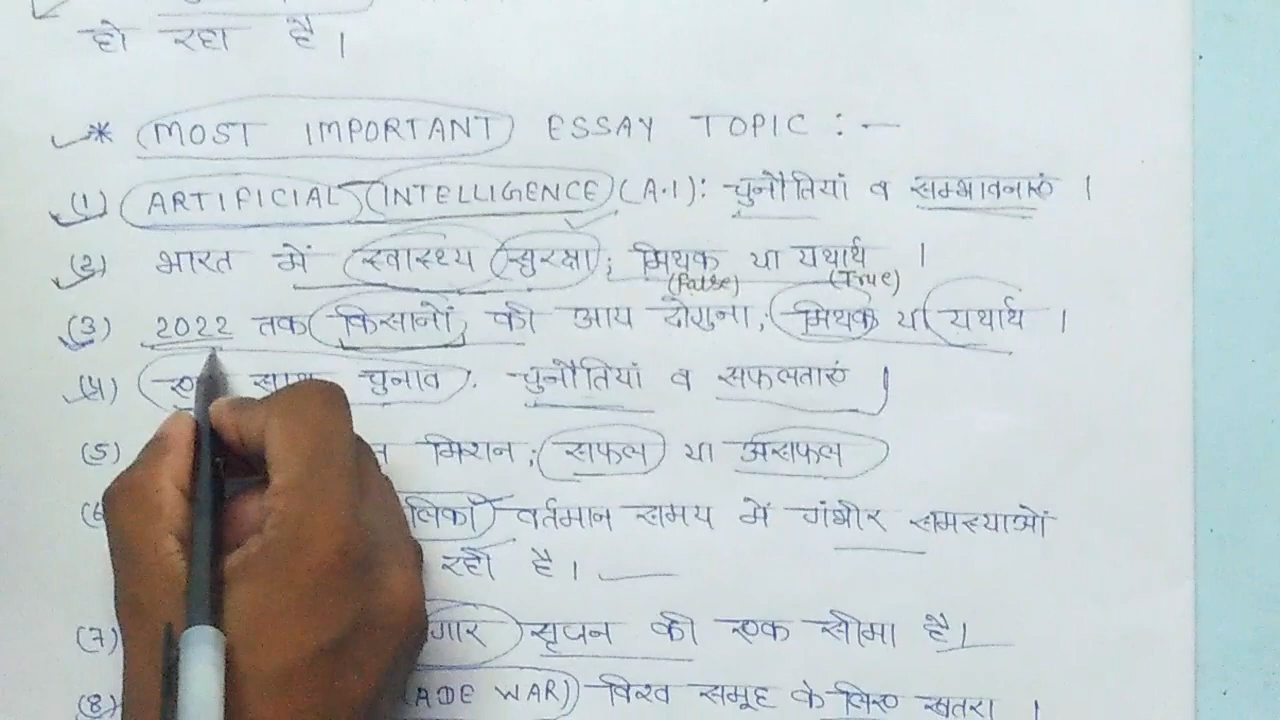 हो रहा है।
* MOST IMPORTANT ESSAY TOPIC : —
(1) ARTIFICIAL INTELLIGENCE (A.I): चुनौतियां व सम्भावनाएं ।
(2) भारत में स्वास्थ्य सुरक्षा; मिथक या यथार्थ ।
(False) (True)
(3) 2022 तक किसानों की आय दोगुना; मिथक या यथार्थ ।
(4) चुनाव. चुनौतियां व सफलताएं ।
(5) मिशन; सफल या असफल
(6 वर्तमान समय में गंभीर समस्याओं
है।
(7) सृजन की एक सीमा है।
(8) WAR) विश्व समूह के लिए खतरा ।